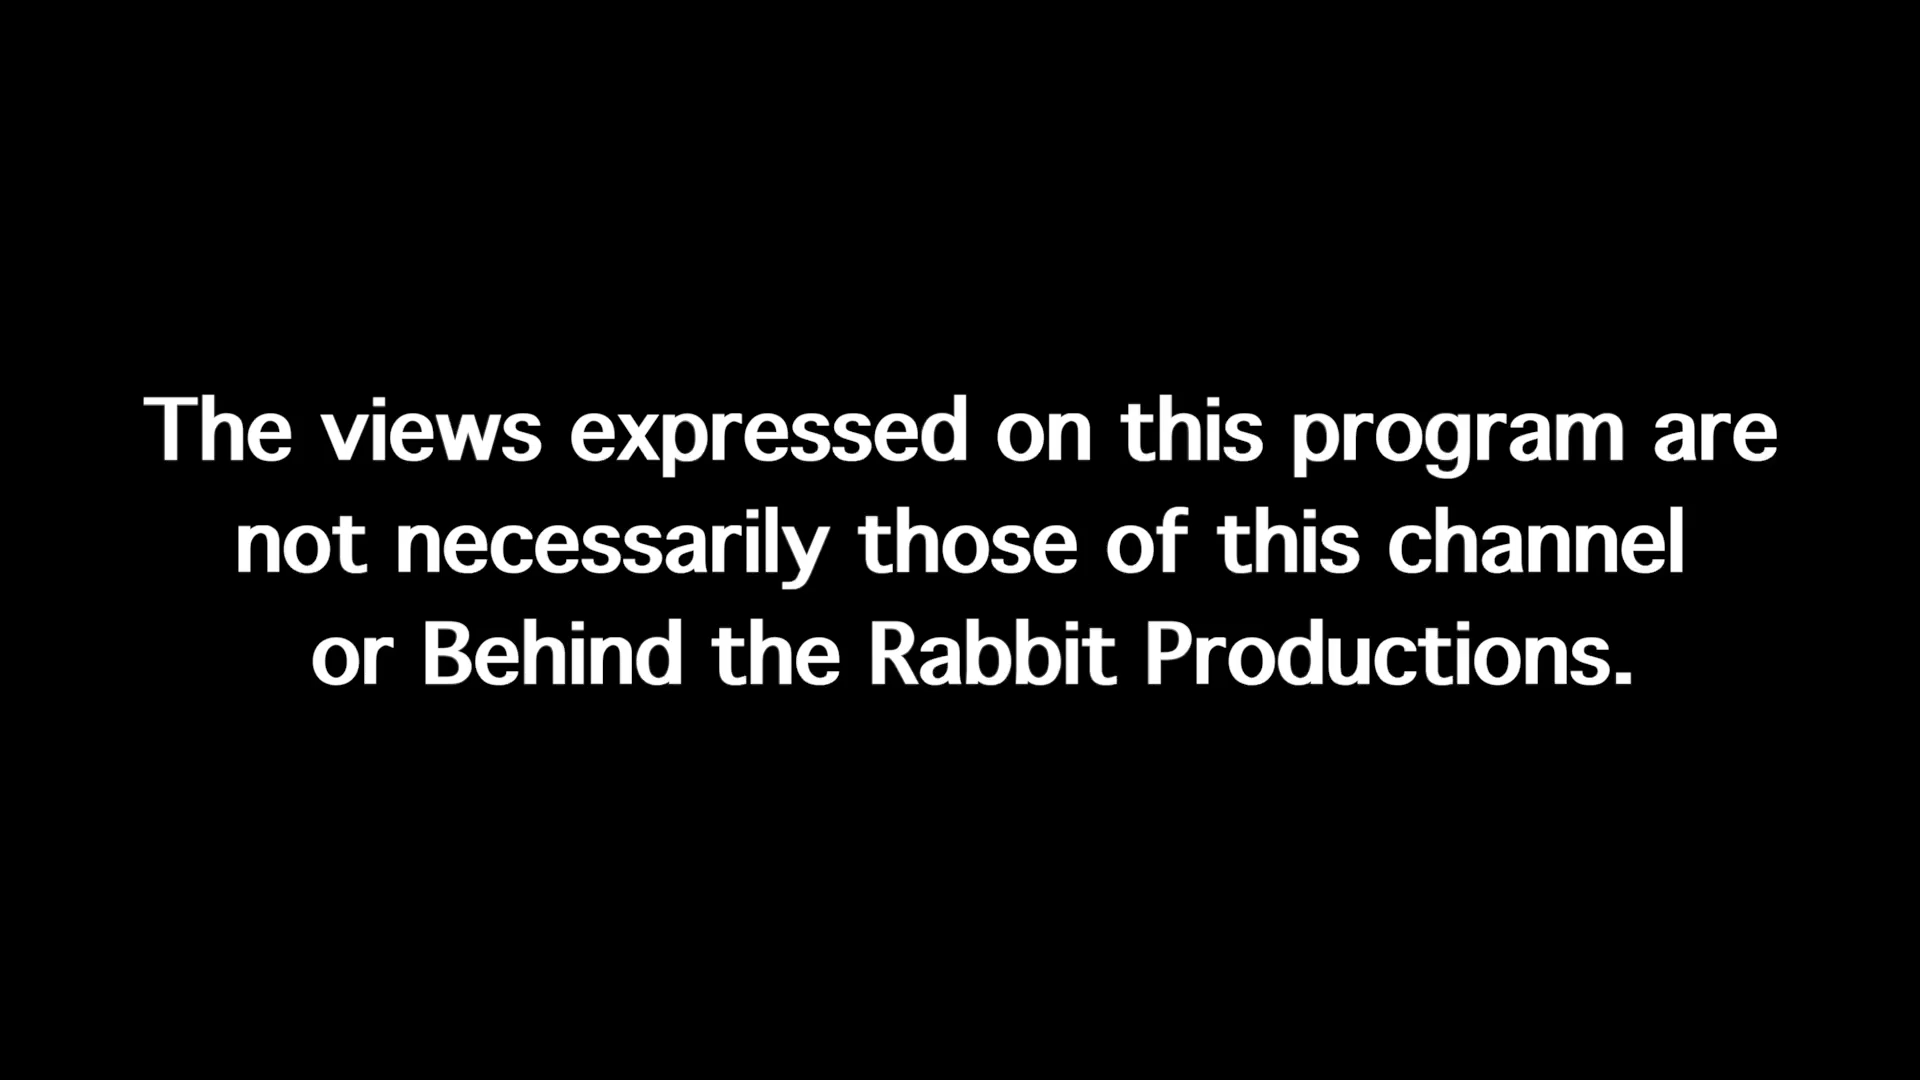 The views expressed on this program are
not necessarily those of this channel
or Behind the Rabbit Productions.